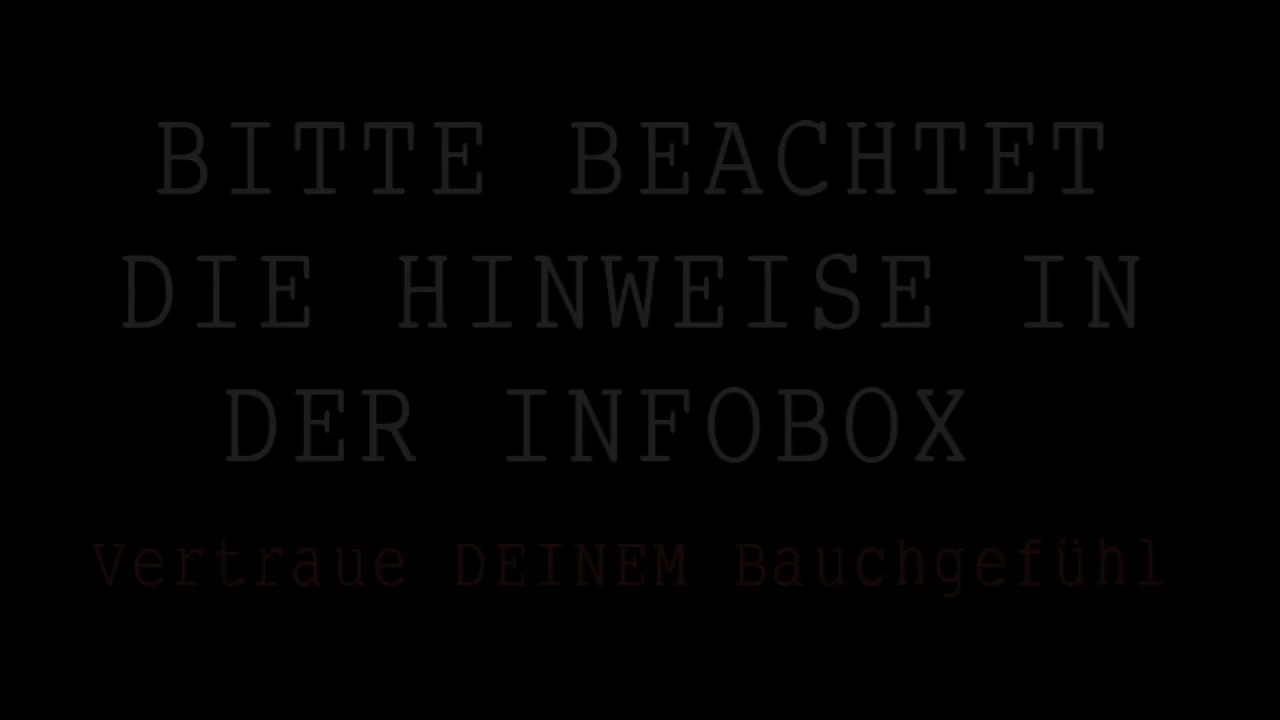 BITTE BEACHTET
DIE HINWEISE IN
DER INFOBOX
Vertraue DEINEM Bauchgefühl